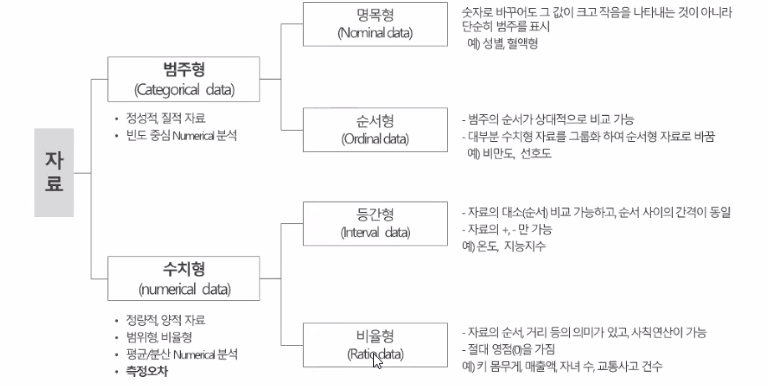 자
료
범주형
(Categorical data)
• 정성적, 질적 자료
• 빈도 중심 Numerical 분석
명목형
(Nominal data)
숫자로 바꾸어도 그 값이 크고 작음을 나타내는 것이 아니라
단순히 범주를 표시
예) 성별, 혈액형
순서형
(Ordinal data)
- 범주의 순서가 상대적으로 비교 가능
- 대부분 수치형 자료를 그룹화 하여 순서형 자료로 바꿈
예) 비만도, 선호도
수치형
(numerical data)
• 정량적, 양적 자료
• 범위형, 비율형
• 평균/분산 Numerical 분석
• 측정오차
등간형
(Interval data)
- 자료의 대소(순서) 비교 가능하고, 순서 사이의 간격이 동일
- 자료의 +, - 만 가능
예) 온도, 지능지수
비율형
(Ratio data)
- 자료의 순서, 거리 등의 의미가 있고, 사칙연산이 가능
- 절대 영점(0)을 가짐
예) 키 몸무게, 매출액, 자녀 수, 교통사고 건수